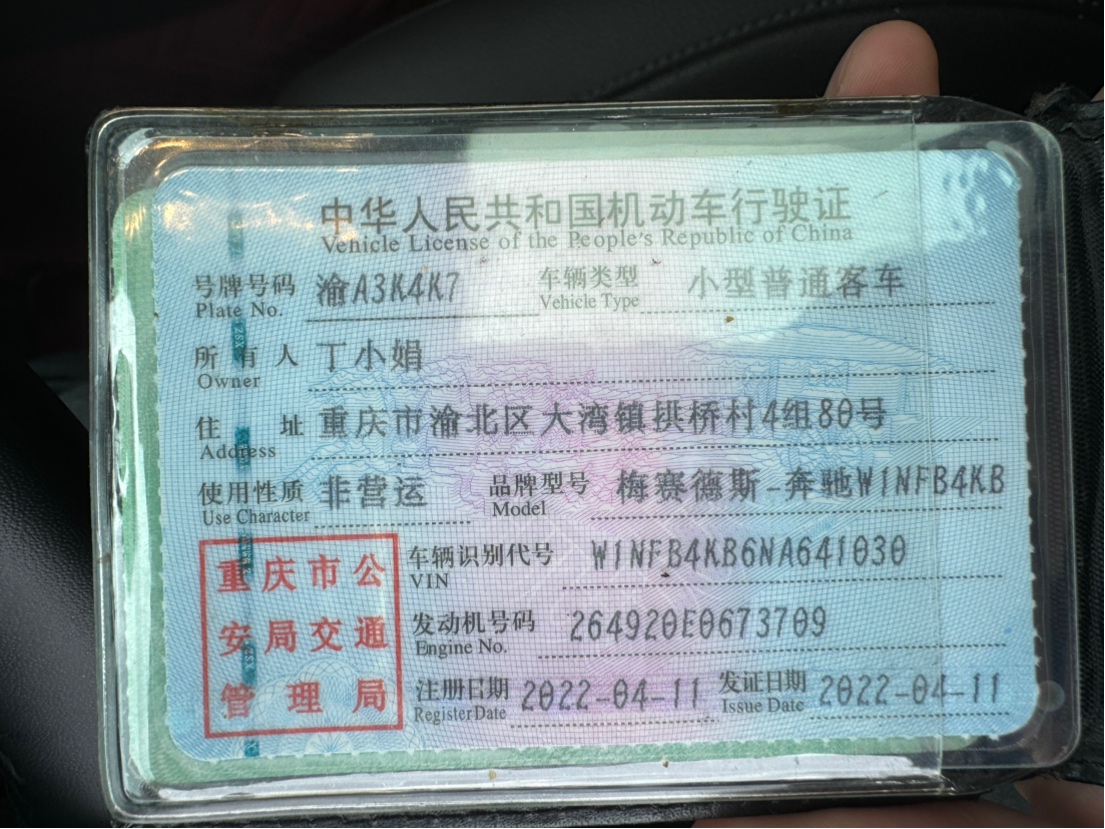 中华人民共和国机动车行驶证
Vehicle License of the People's Republic of China
号牌号码 渝A3K4K7 车辆类型 小型普通客车
Plate No. Vehicle Type
所有人 丁小娟
Owner
住址 重庆市渝北区大湾镇拱桥村4组80号
Address
使用性质 非营运 品牌型号 梅赛德斯-奔驰W1NFB4KB
Use Character Model
车辆识别代号 W1NFB4KB6NA641030
VIN
发动机号码 264920E0673709
Engine No.
注册日期 2022-04-11 发证日期 2022-04-11
Register Date Issue Date
重庆市公
安局交通
管理局